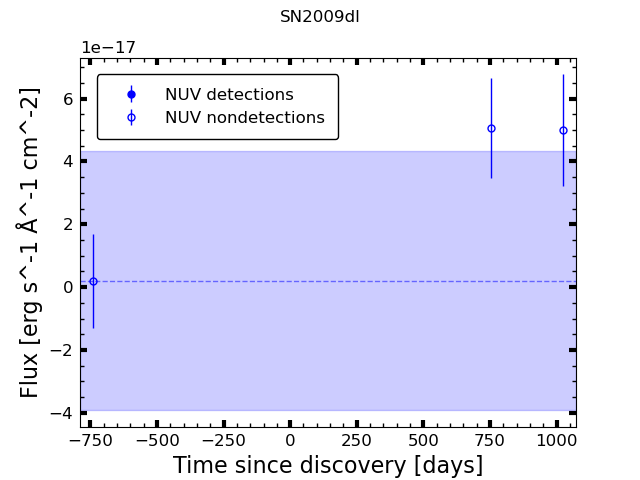 SN2009dl
1e−17
NUV detections
NUV nondetections
6
4
2
0
−2
−4
Flux [erg s^-1 Å^-1 cm^-2]
−750 −500 −250 0 250 500 750 1000
Time since discovery [days]